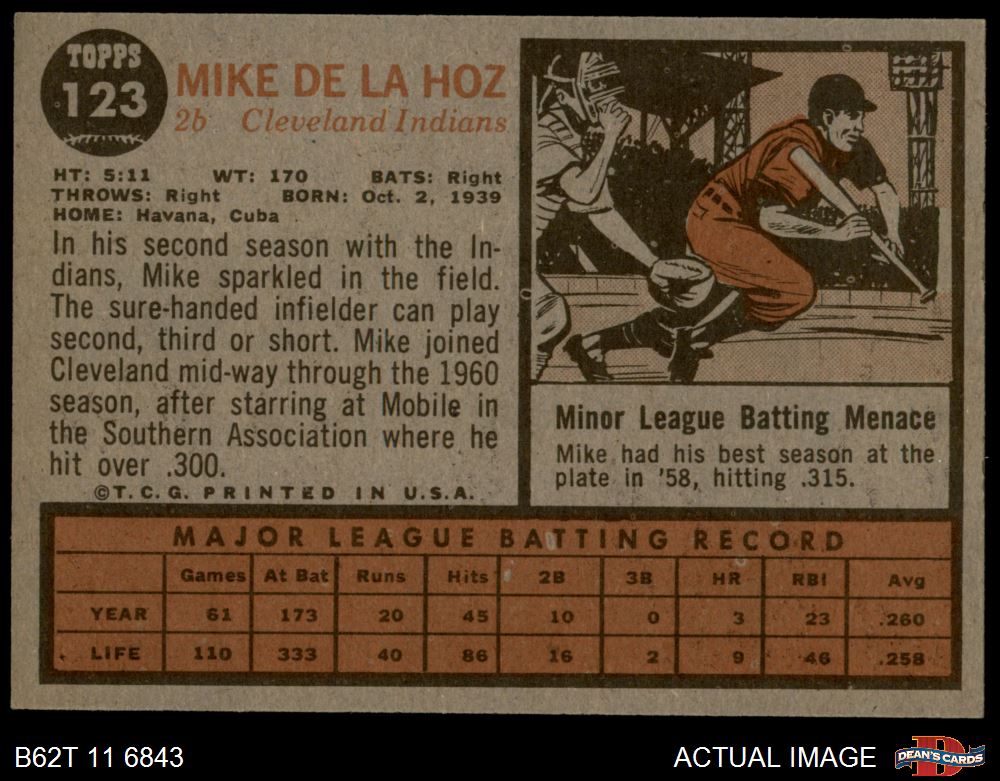 TOPPS
123
MIKE DE LA HOZ
2b Cleveland Indians
HT: 5:11 WT: 170 BATS: Right
THROWS: Right BORN: Oct. 2, 1939
HOME: Havana, Cuba
In his second season with the In-
dians, Mike sparkled in the field.
The sure-handed infielder can play
second, third or short. Mike joined
Cleveland mid-way through the 1960
season, after starring at Mobile in
the Southern Association where he
hit over .300.
©T.C.G. PRINTED IN U.S.A.
Minor League Batting Menace
Mike had his best season at the
plate in '58, hitting .315.
MAJOR LEAGUE BATTING RECORD
Games At Bat Runs Hits 2B 3B HR RBI Avg
YEAR 61 173 20 45 10 0 3 23 .260
LIFE 110 333 40 86 16 2 9 46 .258
B62T 11 6843
ACTUAL IMAGE
D
DEAN'S CARDS